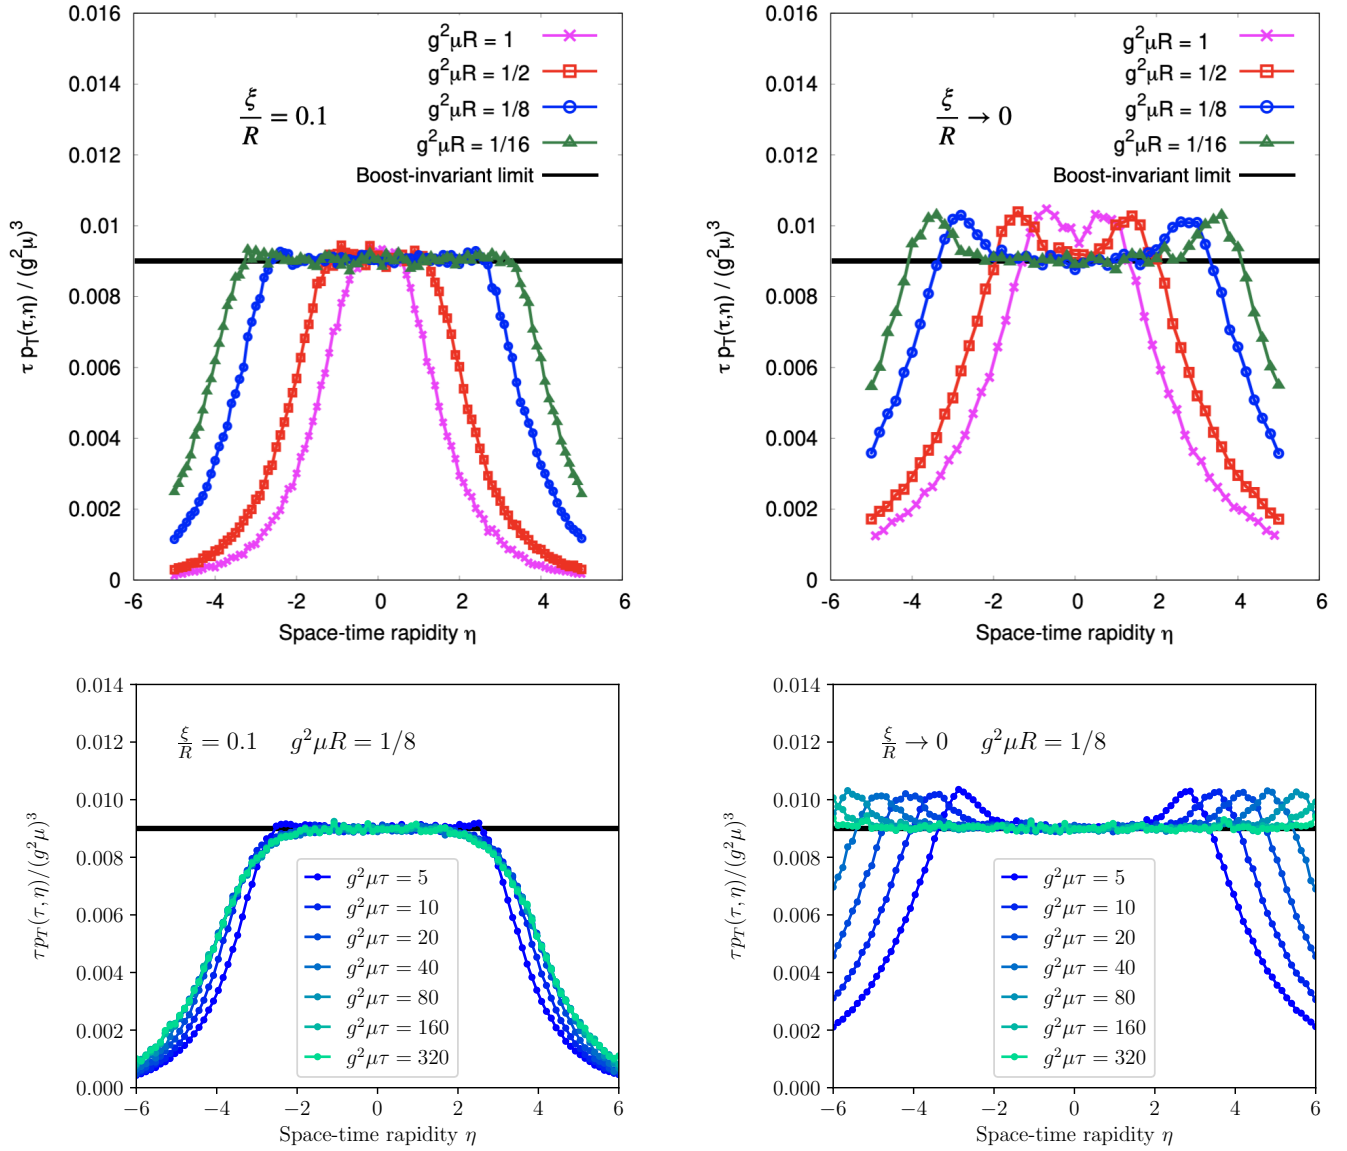 0.016
0.014
0.012
0.01
0.008
0.006
0.004
0.002
0
-6
-4
-2
0
2
4
6
τ p_T(τ,η) / (g²μ)³
Space-time rapidity η
g²μR = 1
g²μR = 1/2
g²μR = 1/8
g²μR = 1/16
Boost-invariant limit
ξ/R = 0.1
0.016
0.014
0.012
0.01
0.008
0.006
0.004
0.002
0
-6
-4
-2
0
2
4
6
τ p_T(τ,η) / (g²μ)³
Space-time rapidity η
g²μR = 1
g²μR = 1/2
g²μR = 1/8
g²μR = 1/16
Boost-invariant limit
ξ/R → 0
0.014
0.012
0.010
0.008
0.006
0.004
0.002
0.000
−6
−4
−2
0
2
4
6
τp_T(τ, η)/(g²μ)³
Space-time rapidity η
ξ/R = 0.1 g²μR = 1/8
g²μτ = 5
g²μτ = 10
g²μτ = 20
g²μτ = 40
g²μτ = 80
g²μτ = 160
g²μτ = 320
0.014
0.012
0.010
0.008
0.006
0.004
0.002
0.000
−6
−4
−2
0
2
4
6
τp_T(τ, η)/(g²μ)³
Space-time rapidity η
ξ/R → 0 g²μR = 1/8
g²μτ = 5
g²μτ = 10
g²μτ = 20
g²μτ = 40
g²μτ = 80
g²μτ = 160
g²μτ = 320